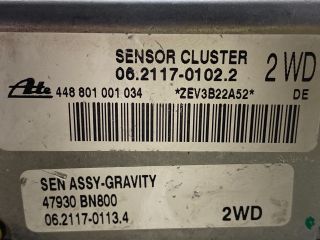 SENSOR CLUSTER
06.2117-0102.2
2 WD
Ate 448 801 001 034 *ZEV3B22A52* DE
SEN ASSY-GRAVITY
47930 BN800
06.2117-0113.4 2WD